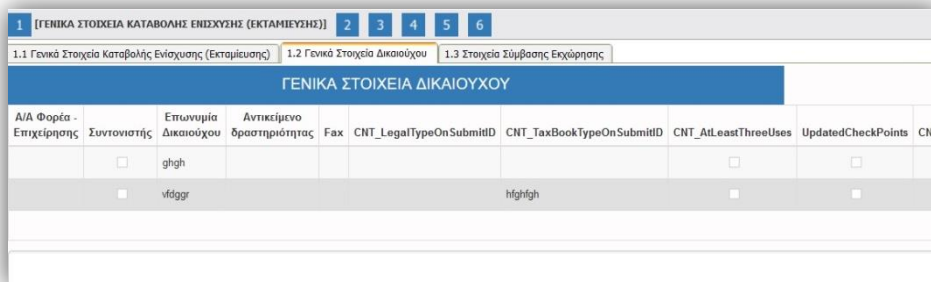 1 [ΓΕΝΙΚΑ ΣΤΟΙΧΕΙΑ ΚΑΤΑΒΟΛΗΣ ΕΝΙΣΧΥΣΗΣ (ΕΚΤΑΜΙΕΥΣΗΣ)] 2 3 4 5 6
1.1 Γενικά Στοιχεία Καταβολής Ενίσχυσης (Εκταμίευσης) 1.2 Γενικά Στοιχεία Δικαιούχου 1.3 Στοιχεία Σύμβασης Εκχώρησης
ΓΕΝΙΚΑ ΣΤΟΙΧΕΙΑ ΔΙΚΑΙΟΥΧΟΥ
Α/Α Φορέα - Επωνυμία Αντικείμενο
Επιχείρησης Συντονιστής Δικαιούχου δραστηριότητας Fax CNT_LegalTypeOnSubmitID CNT_TaxBookTypeOnSubmitID CNT_AtLeastThreeUses UpdatedCheckPoints CN
ghgh
vfdggr hfghfgh